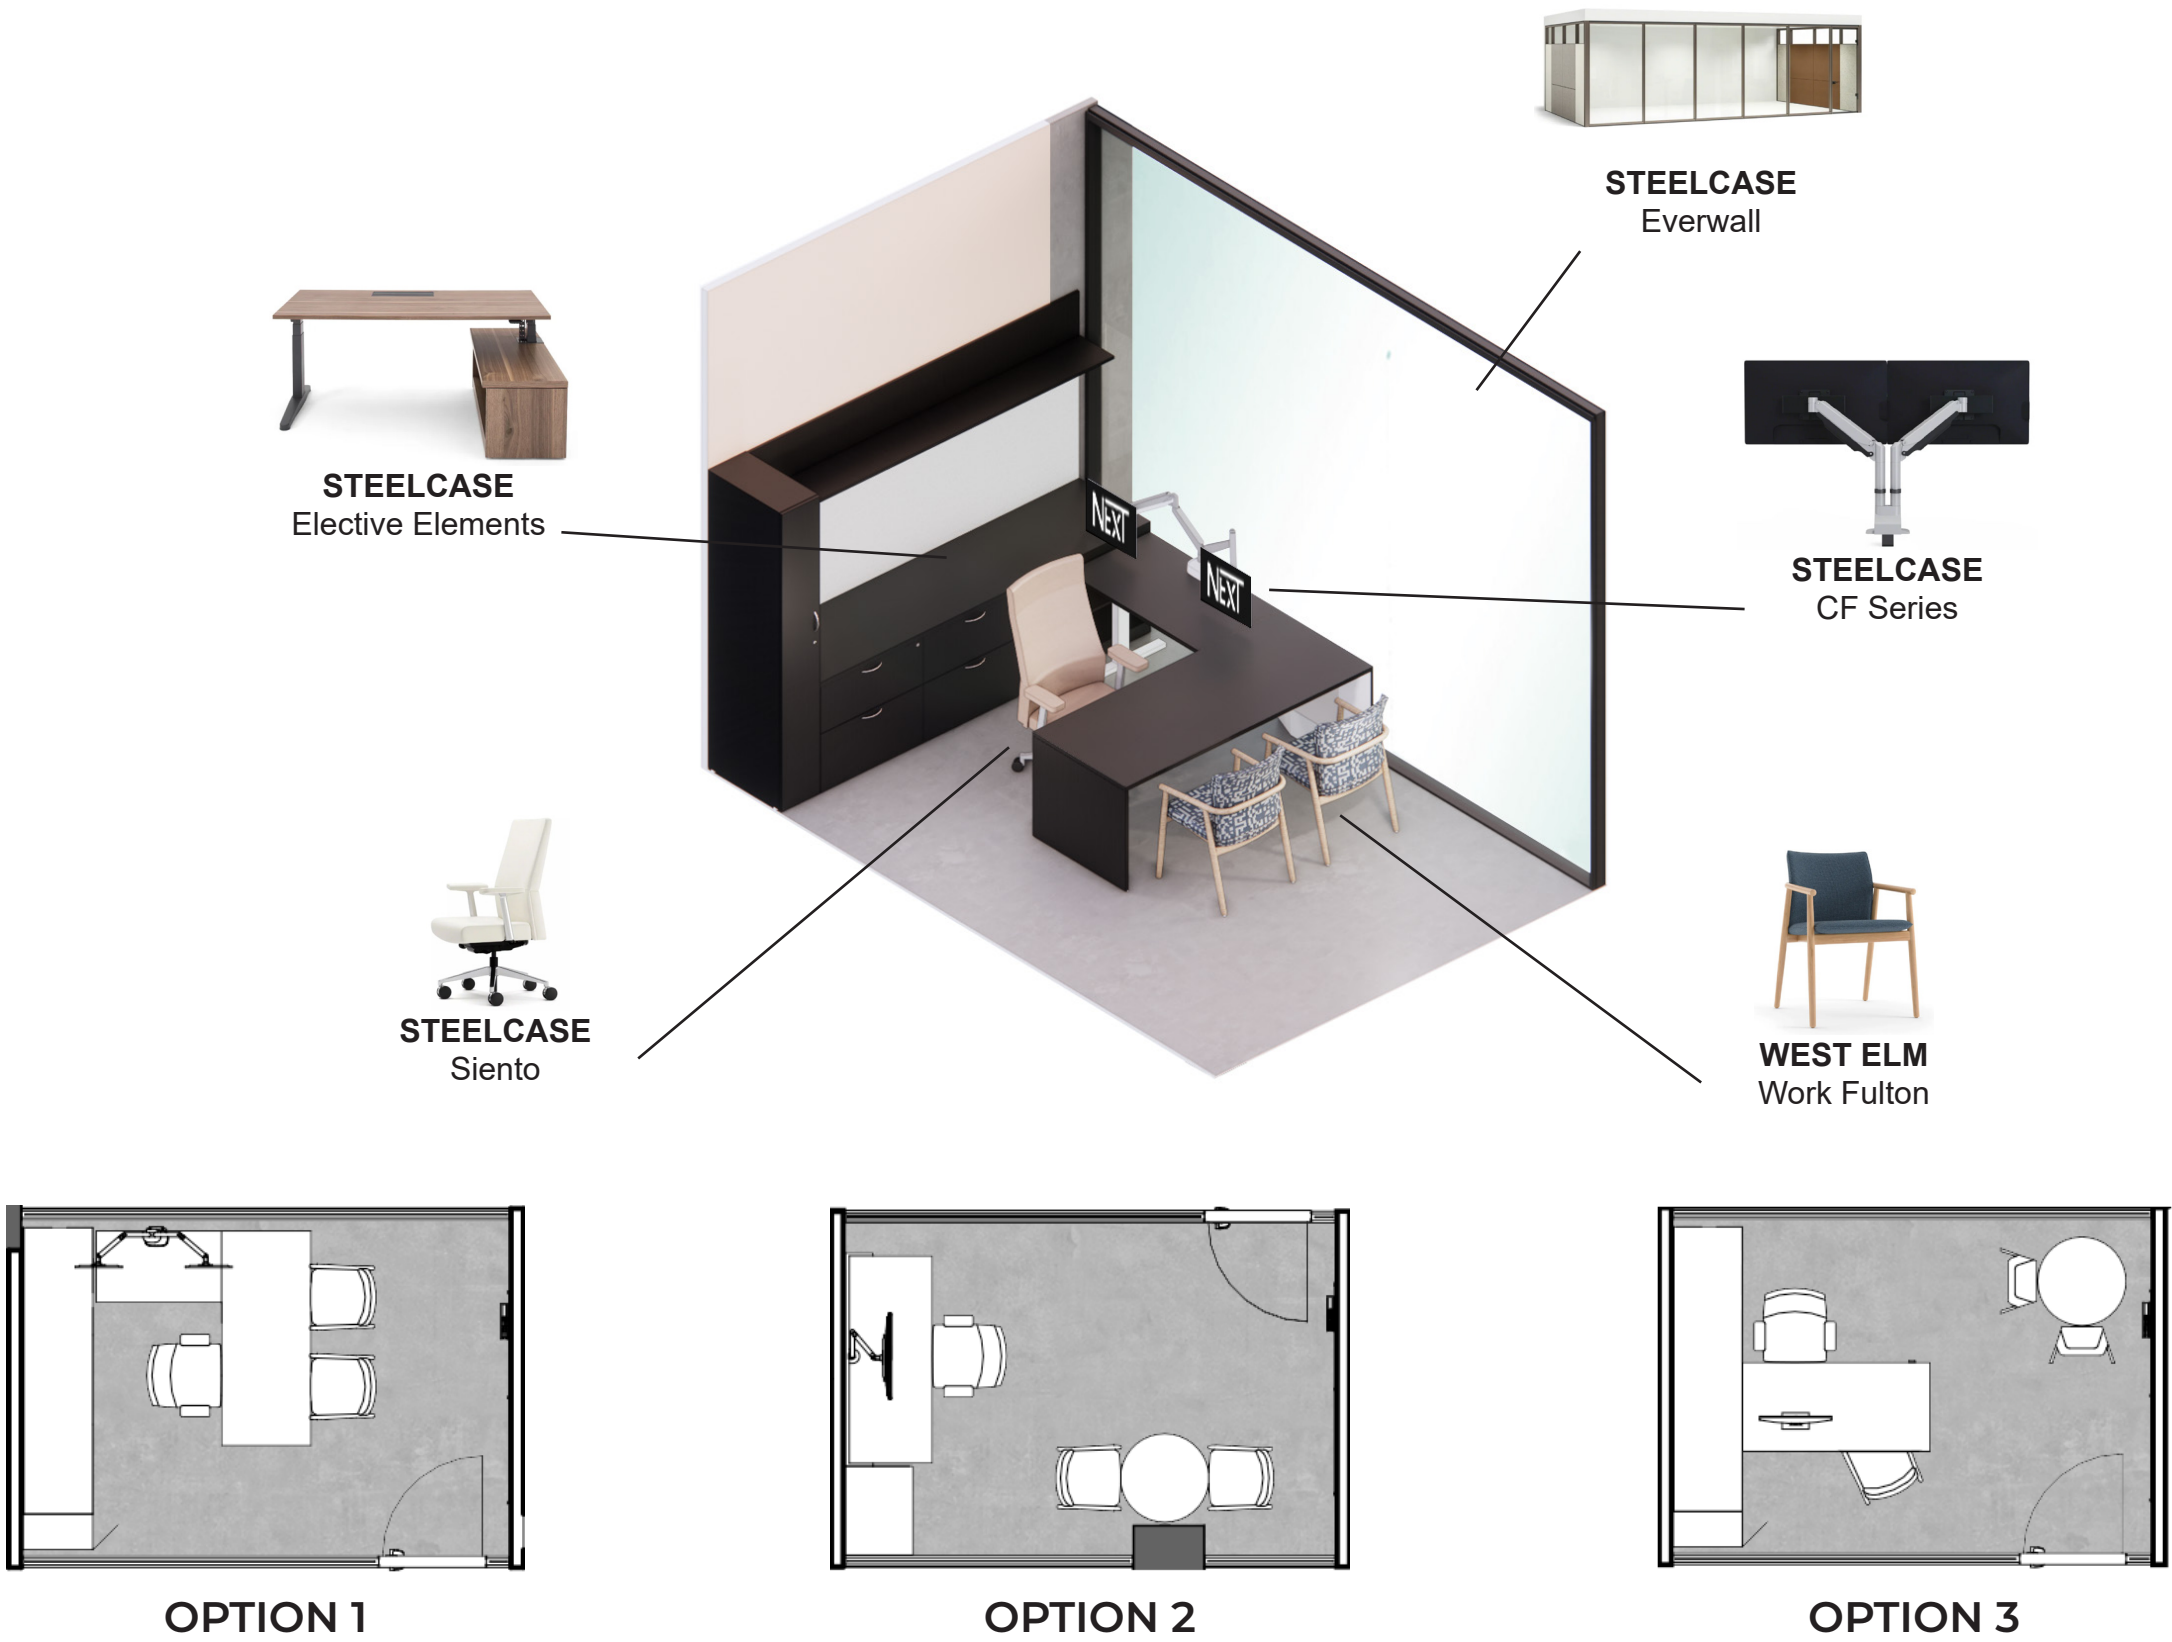 STEELCASE
Everwall
STEELCASE
Elective Elements
NEXT
NEXT
STEELCASE
CF Series
STEELCASE
Siento
WEST ELM
Work Fulton
OPTION 1
OPTION 2
OPTION 3